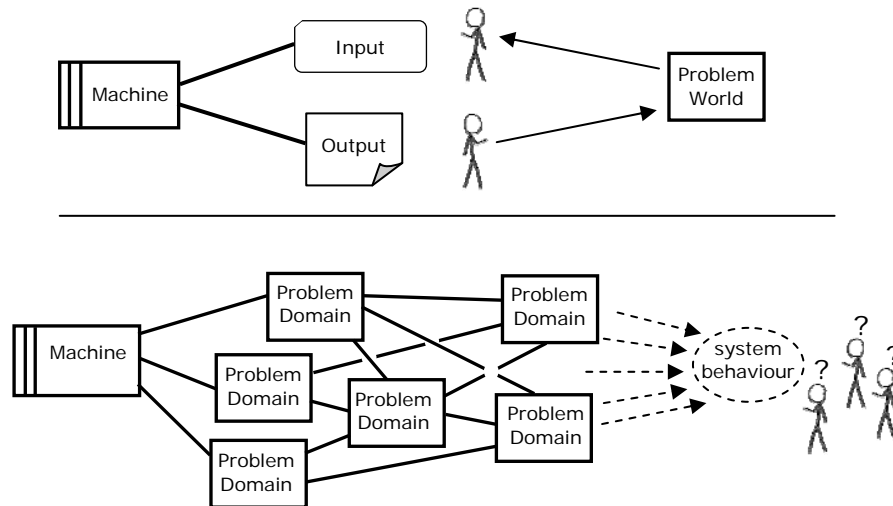 Input
Machine
Output
Problem
World
Problem
Domain
Problem
Domain
Machine
system
behaviour
Problem
Domain
Problem
Domain
Problem
Domain
Problem
Domain
?
?
?